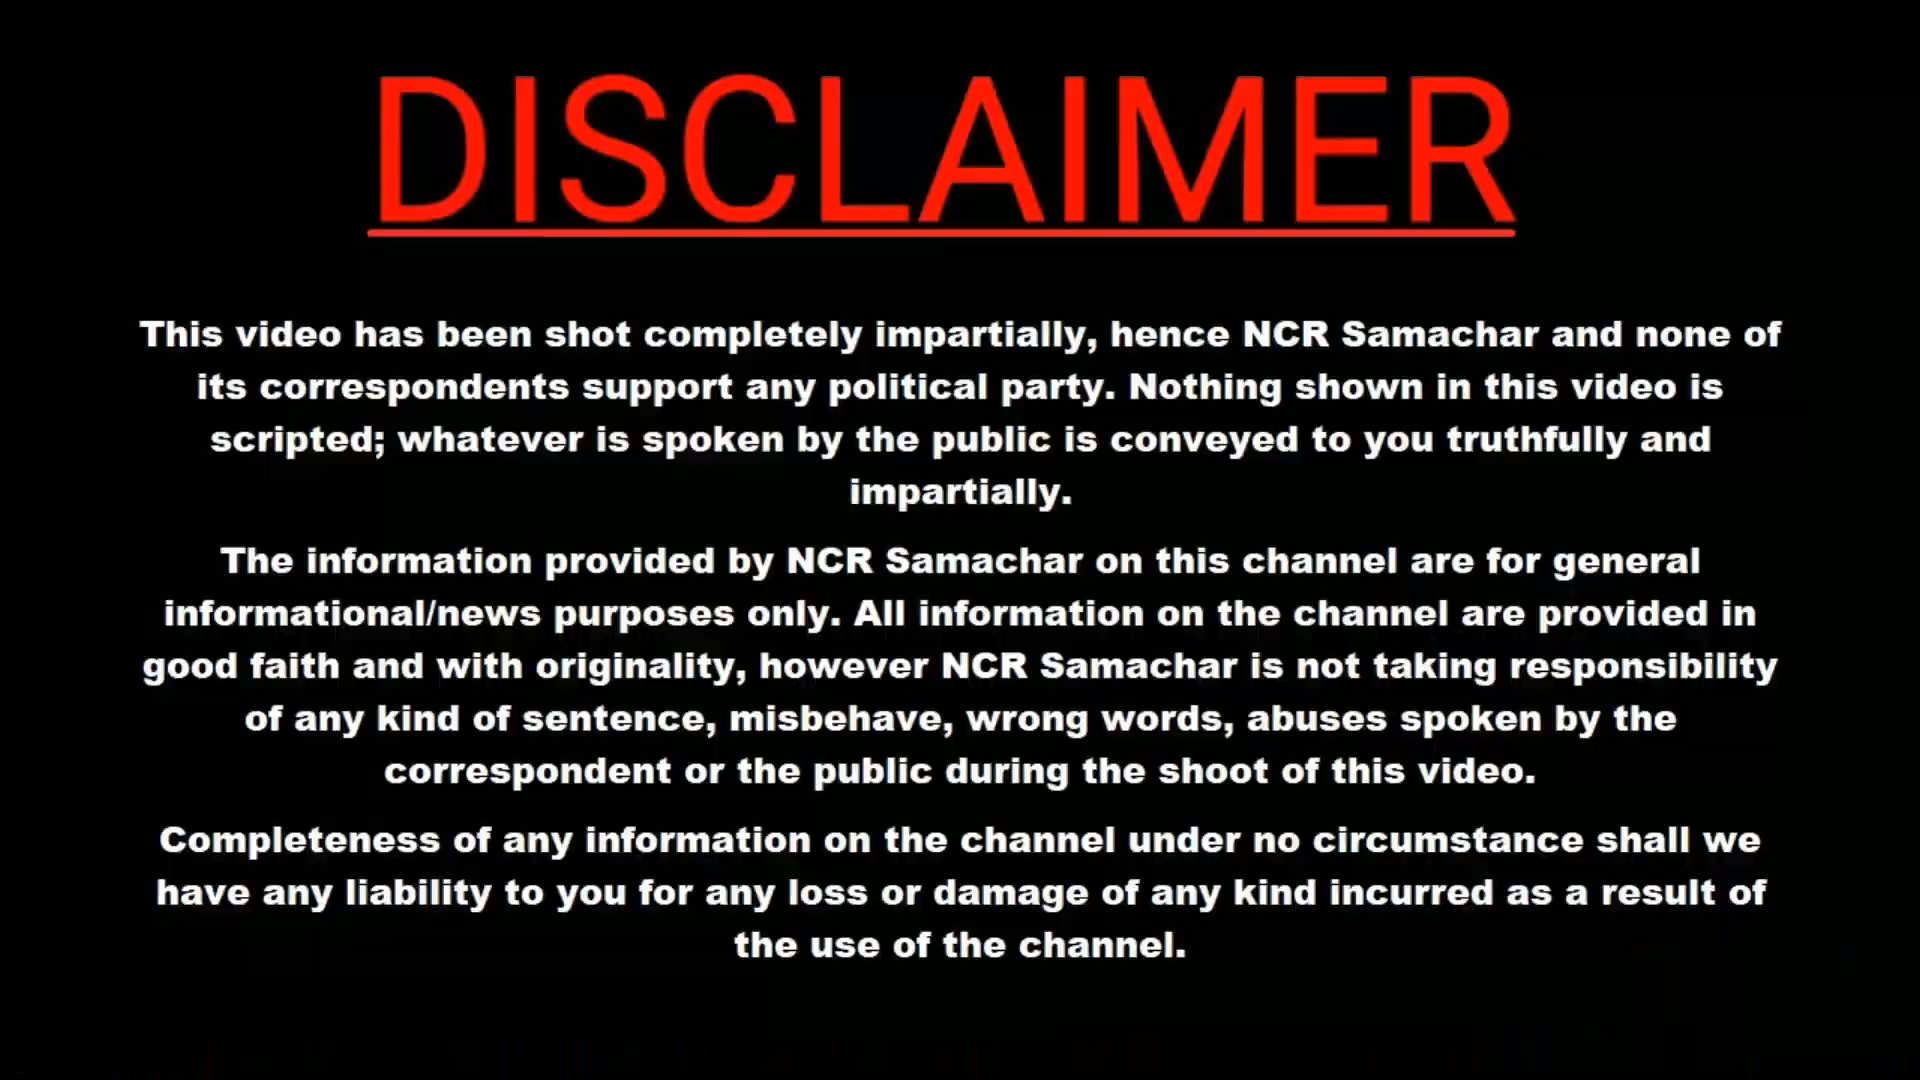 DISCLAIMER
This video has been shot completely impartially, hence NCR Samachar and none of
its correspondents support any political party. Nothing shown in this video is
scripted; whatever is spoken by the public is conveyed to you truthfully and
impartially.
The information provided by NCR Samachar on this channel are for general
informational/news purposes only. All information on the channel are provided in
good faith and with originality, however NCR Samachar is not taking responsibility
of any kind of sentence, misbehave, wrong words, abuses spoken by the
correspondent or the public during the shoot of this video.
Completeness of any information on the channel under no circumstance shall we
have any liability to you for any loss or damage of any kind incurred as a result of
the use of the channel.